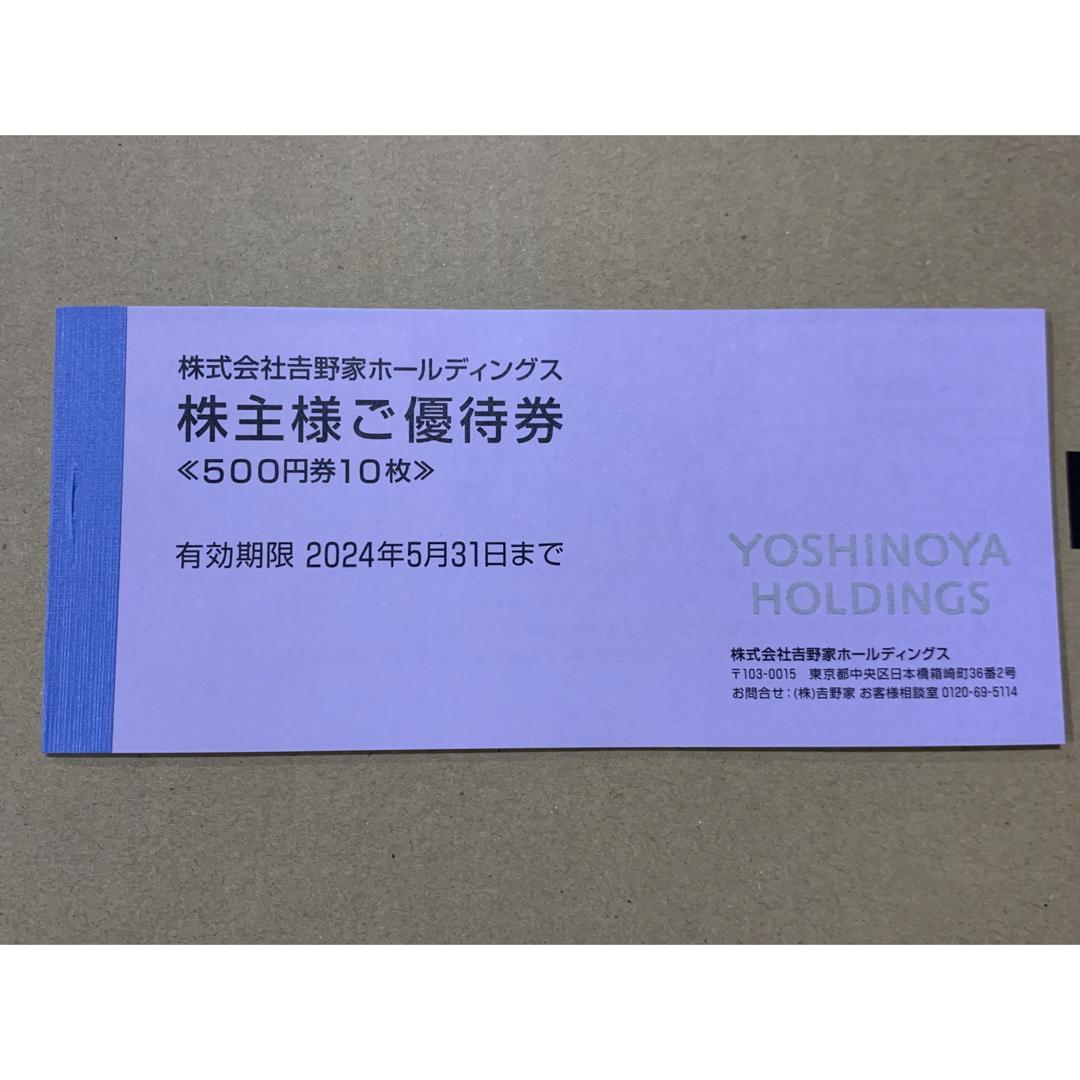 株式会社𠮷野家ホールディングス
株主様ご優待券
≪500円券10枚≫
有効期限 2024年5月31日まで
YOSHINOYA
HOLDINGS
株式会社𠮷野家ホールディングス
〒103-0015 東京都中央区日本橋箱崎町36番2号
お問合せ：(株)𠮷野家 お客様相談室 0120-69-5114